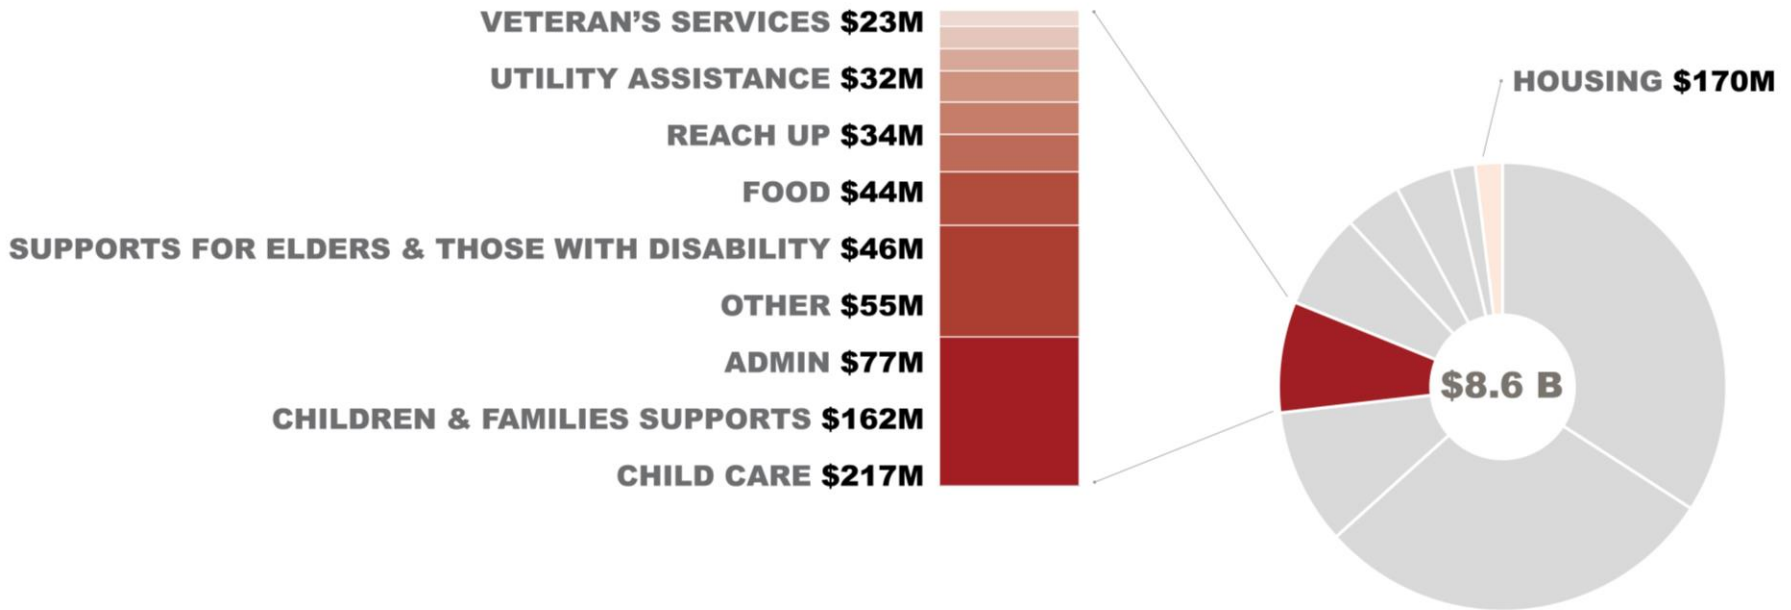 VETERAN’S SERVICES $23M
UTILITY ASSISTANCE $32M
REACH UP $34M
FOOD $44M
SUPPORTS FOR ELDERS & THOSE WITH DISABILITY $46M
OTHER $55M
ADMIN $77M
CHILDREN & FAMILIES SUPPORTS $162M
CHILD CARE $217M
HOUSING $170M
$8.6 B